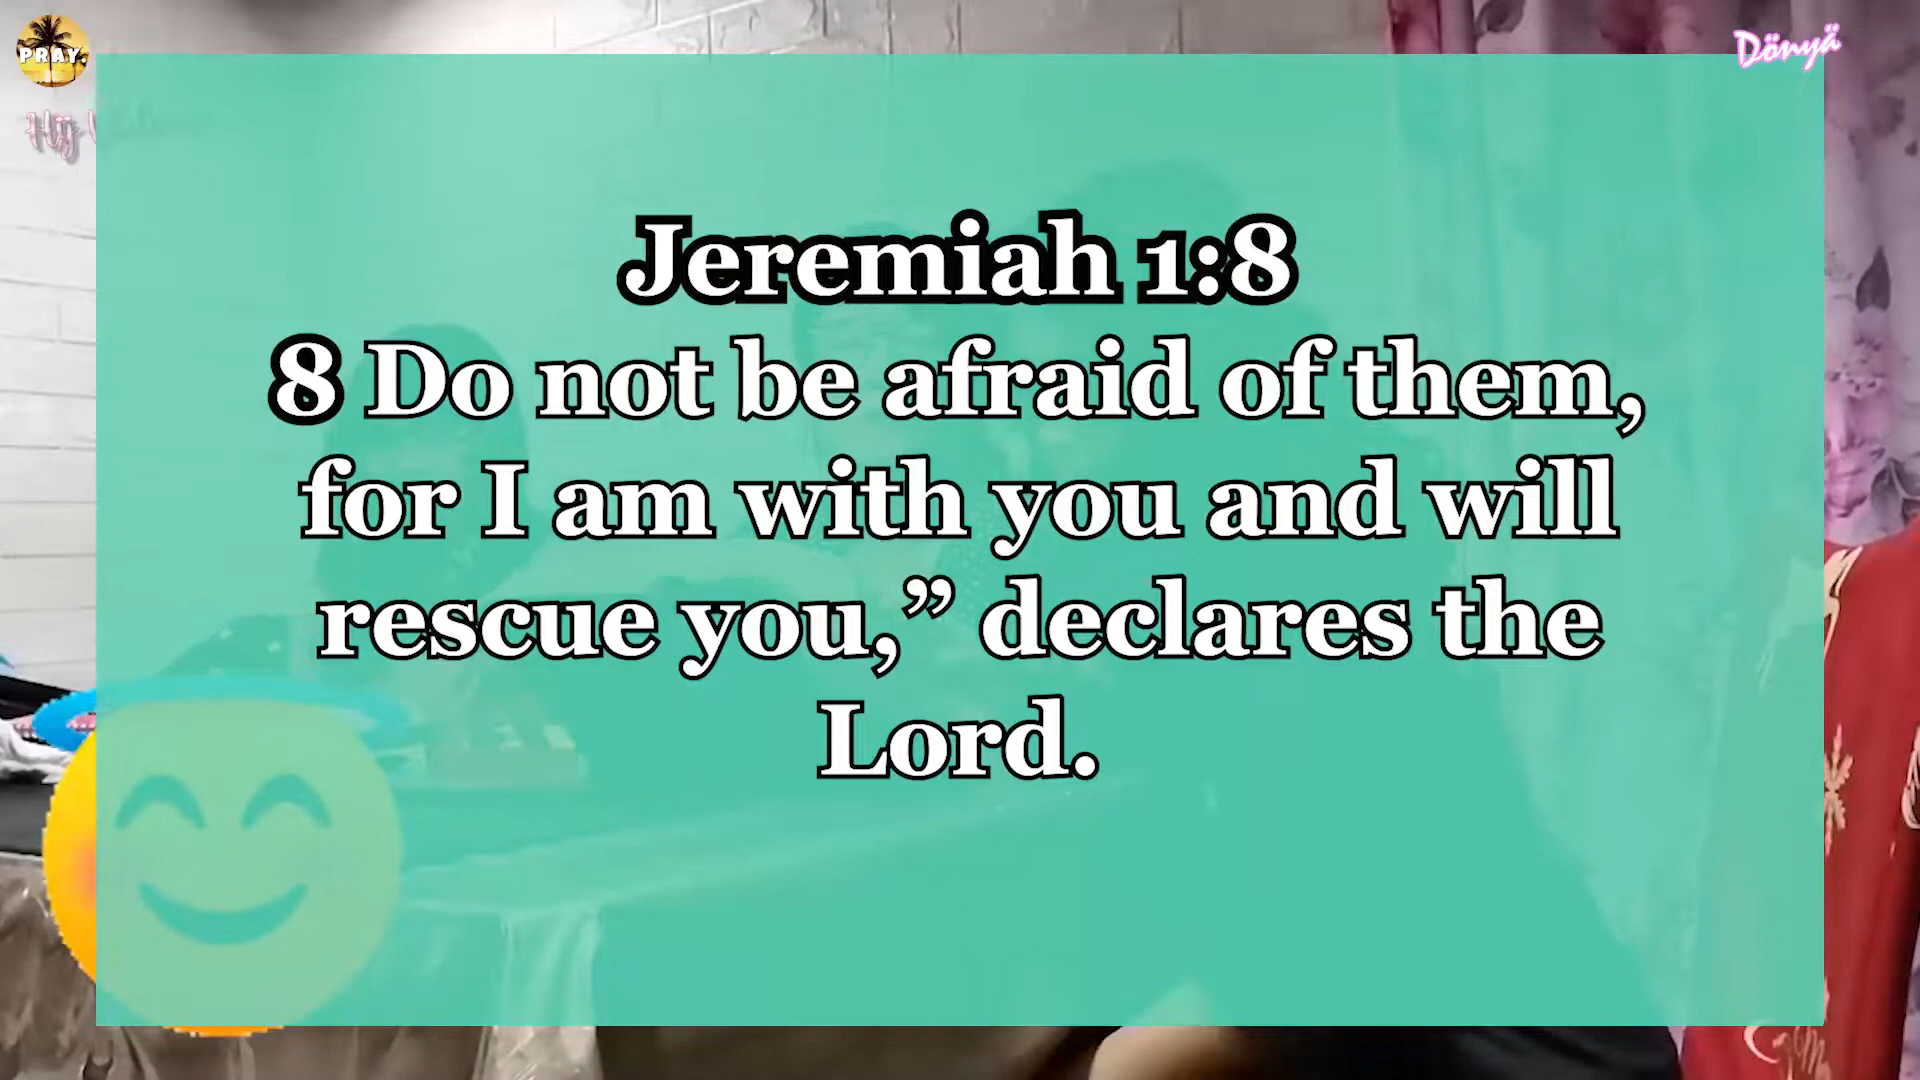 PRAY.
Dönyä
Jeremiah 1:8
8 Do not be afraid of them,
for I am with you and will
rescue you,” declares the
Lord.